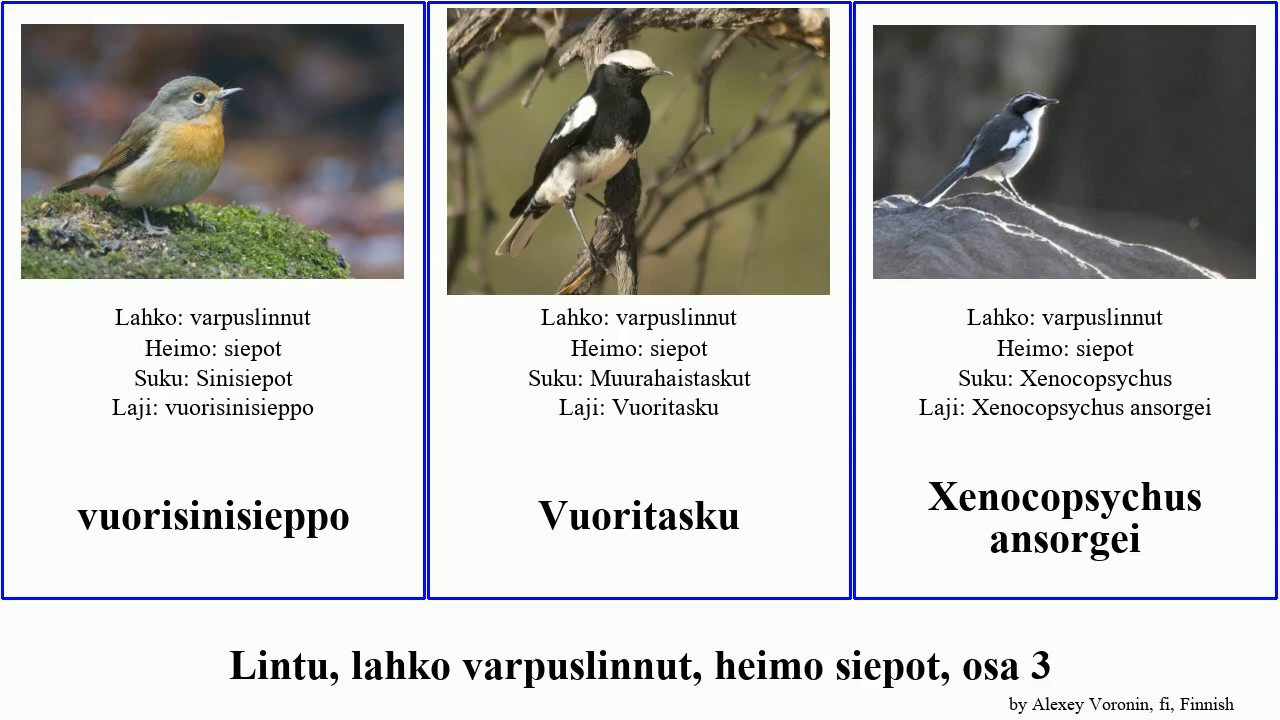 Lahko: varpuslinnut
Heimo: siepot
Suku: Sinisiepot
Laji: vuorisinisieppo
vuorisinisieppo
Lahko: varpuslinnut
Heimo: siepot
Suku: Muurahaistaskut
Laji: Vuoritasku
Vuoritasku
Lahko: varpuslinnut
Heimo: siepot
Suku: Xenocopsychus
Laji: Xenocopsychus ansorgei
Xenocopsychus
ansorgei
Lintu, lahko varpuslinnut, heimo siepot, osa 3
by Alexey Voronin, fi, Finnish